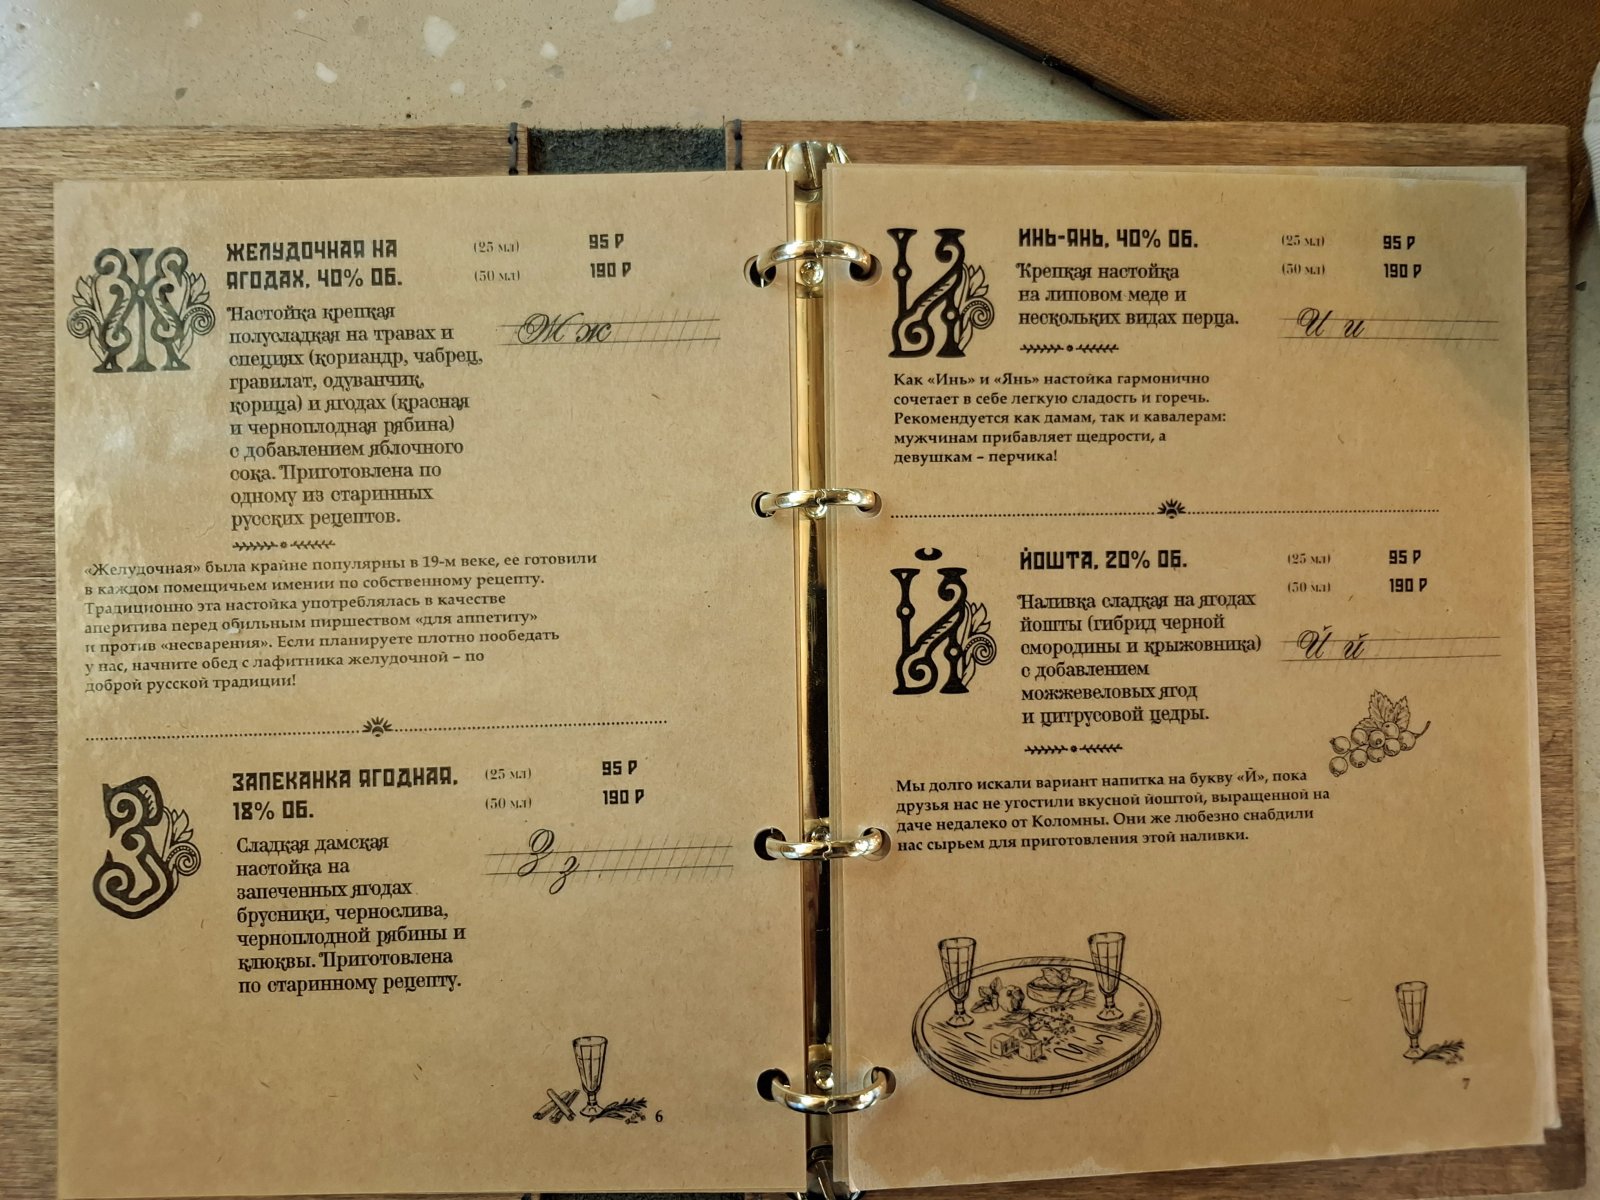 Ж
ЖЕЛУДОЧНАЯ НА
ЯГОДАХ, 40% ОБ.
(25 мл) 95 Р
(50 мл) 190 Р
Настойка крепкая
полусладкая на травах и
специях (кориандр, чабрец,
гравилат, одуванчик,
корица) и ягодах (красная
и черноплодная рябина)
с добавлением яблочного
сока. Приготовлена по
одному из старинных
русских рецептов.
Ж ж
«Желудочная» была крайне популярны в 19-м веке, ее готовили
в каждом помещичьем имении по собственному рецепту.
Традиционно эта настойка употреблялась в качестве
аперитива перед обильным пиршеством «для аппетиту»
и против «несварения». Если планируете плотно пообедать
у нас, начните обед с лафитника желудочной – по
доброй русской традиции!
З
ЗАПЕКАНКА ЯГОДНАЯ,
18% ОБ.
(25 мл) 95 Р
(50 мл) 190 Р
Сладкая дамская
настойка на
запеченных ягодах
брусники, чернослива,
черноплодной рябины и
клюквы. Приготовлена
по старинному рецепту.
З з
6
И
ИНЬ-ЯНЬ, 40% ОБ.
(25 мл) 95 Р
(50 мл) 190 Р
Крепкая настойка
на липовом меде и
нескольких видах перца.
И и
Как «Инь» и «Янь» настойка гармонично
сочетает в себе легкую сладость и горечь.
Рекомендуется как дамам, так и кавалерам:
мужчинам прибавляет щедрости, а
девушкам – перчика!
Й
ЙОШТА, 20% ОБ.
(25 мл) 95 Р
(50 мл) 190 Р
Наливка сладкая на ягодах
йошты (гибрид черной
смородины и крыжовника)
с добавлением
можжевеловых ягод
и цитрусовой цедры.
Й й
Мы долго искали вариант напитка на букву «Й», пока
друзья нас не угостили вкусной йоштой, выращенной на
даче недалеко от Коломны. Они же любезно снабдили
нас сырьем для приготовления этой наливки.
7